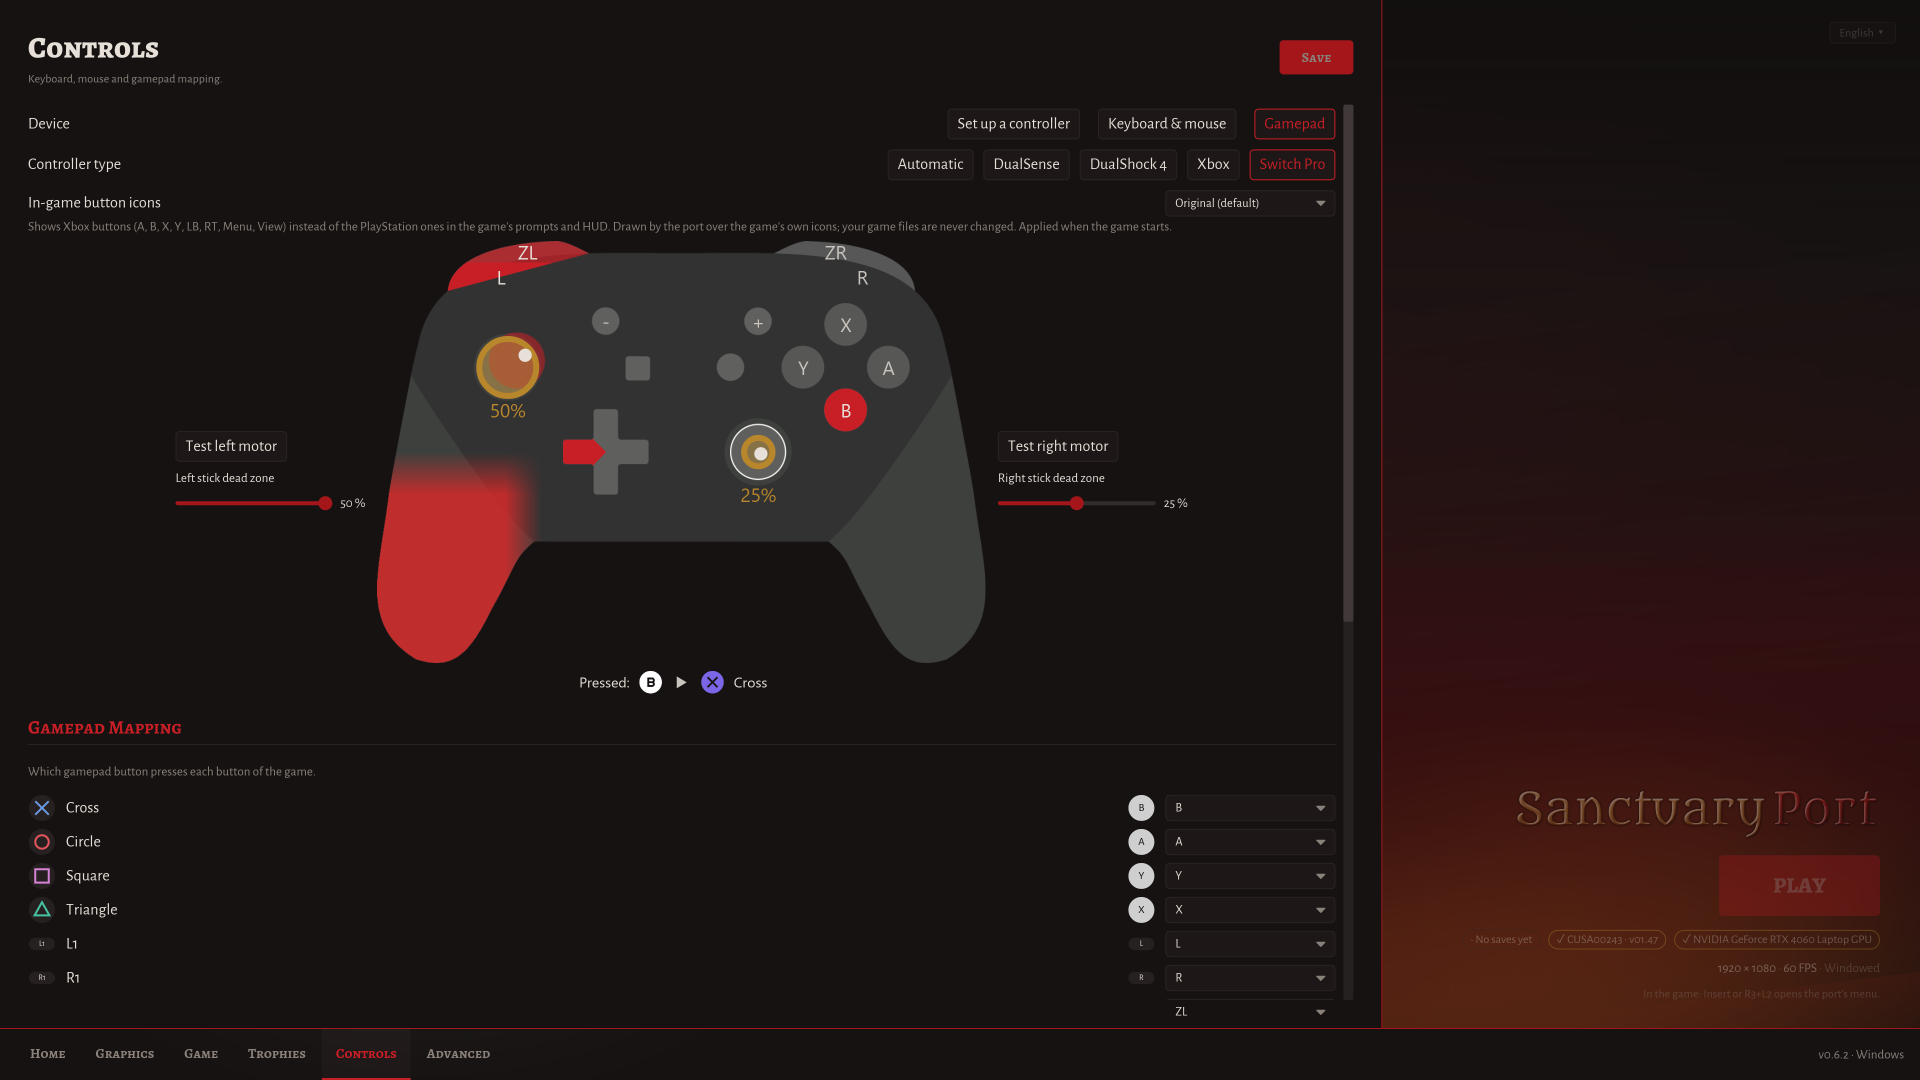 Controls
Keyboard, mouse and gamepad mapping.
Save
English
Device
Set up a controller
Keyboard & mouse
Gamepad
Controller type
Automatic
DualSense
DualShock 4
Xbox
Switch Pro
In-game button icons
Original (default)
Shows Xbox buttons (A, B, X, Y, LB, RT, Menu, View) instead of the PlayStation ones in the game's prompts and HUD. Drawn by the port over the game's own icons; your game files are never changed. Applied when the game starts.
ZL
ZR
L
R
-
+
X
Y
A
B
50%
25%
Test left motor
Left stick dead zone
50 %
Test right motor
Right stick dead zone
25 %
Pressed: B ▶ Cross
Gamepad Mapping
Which gamepad button presses each button of the game.
Cross B B
Circle A A
Square Y Y
Triangle X X
L1 L1 L L
R1 R1 R R
ZL
Sanctuary Port
PLAY
- No saves yet
✓ CUSA00243 · v01.47
✓ NVIDIA GeForce RTX 4060 Laptop GPU
1920 × 1080 · 60 FPS · Windowed
In the game: Insert or R3+L2 opens the port's menu.
Home
Graphics
Game
Trophies
Controls
Advanced
v0.6.2 · Windows